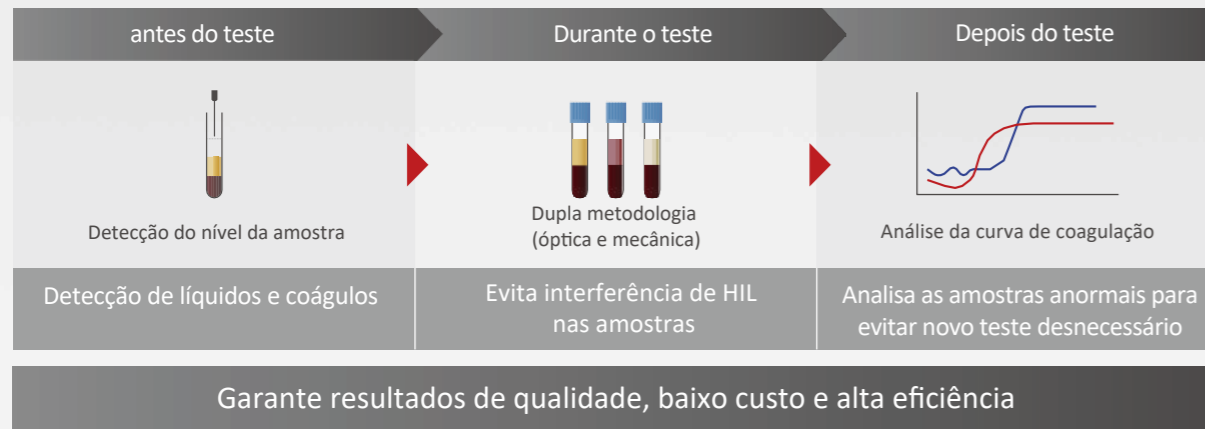 antes do teste
Durante o teste
Depois do teste
Detecção do nível da amostra
Dupla metodologia
(óptica e mecânica)
Análise da curva de coagulação
Detecção de líquidos e coágulos
Evita interferência de HIL
nas amostras
Analisa as amostras anormais para
evitar novo teste desnecessário
Garante resultados de qualidade, baixo custo e alta eficiência